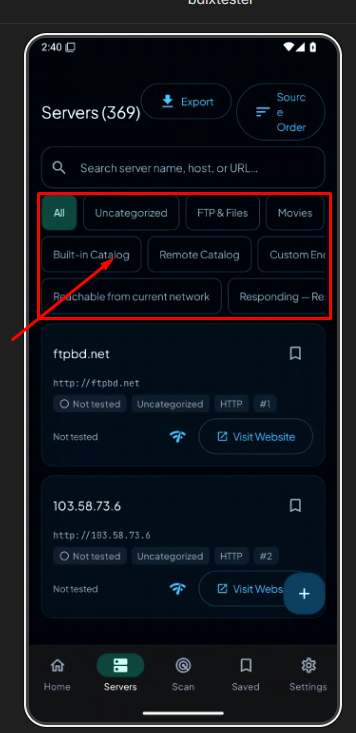 bdixtester
2:40
Servers (369)
Export
Sourc
e
Order
Search server name, host, or URL...
All
Uncategorized
FTP & Files
Movies
Built-in Catalog
Remote Catalog
Custom End
Reachable from current network
Responding — Re
ftpbd.net
http://ftpbd.net
Not tested
Uncategorized
HTTP
#1
Not tested
Visit Website
103.58.73.6
http://103.58.73.6
Not tested
Uncategorized
HTTP
#2
Not tested
Visit Webs
+
Home
Servers
Scan
Saved
Settings